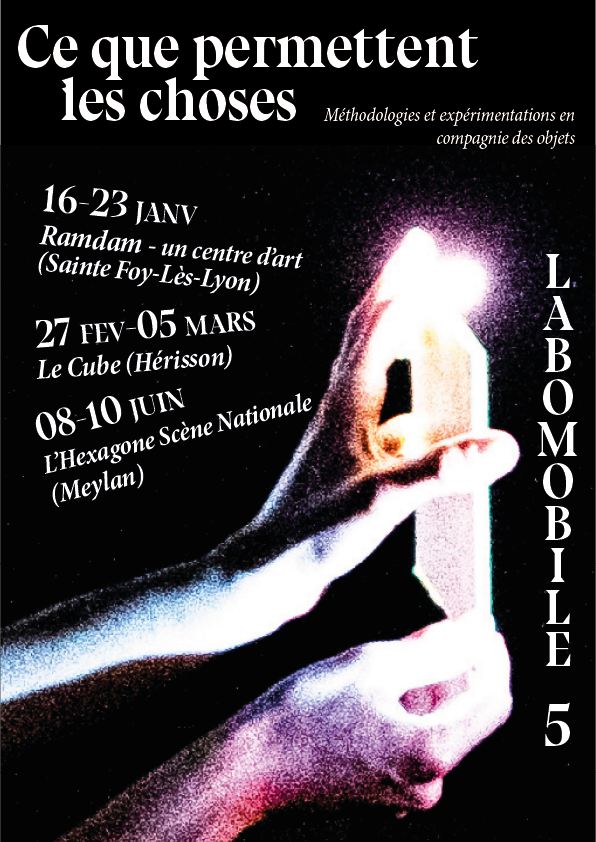 Ce que permettent
les choses
Méthodologies et expérimentations en
compagnie des objets
16-23 JANV
Ramdam - un centre d'art
(Sainte Foy-Lès-Lyon)
27 FEV-05 MARS
Le Cube (Hérisson)
08-10 JUIN
L'Hexagone Scène Nationale
(Meylan)
LABOMOBILE 5